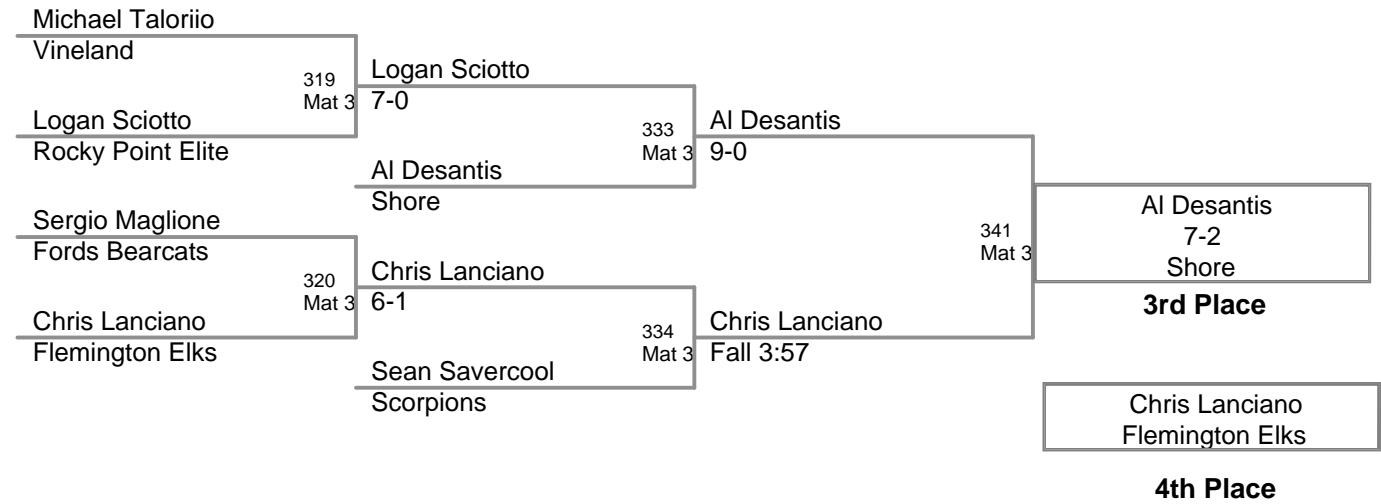 Michael Taloriio
Vineland
319
Mat 3
Logan Sciotto
7-0
Logan Sciotto
Rocky Point Elite
333
Mat 3
Al Desantis
9-0
Al Desantis
Shore
Sergio Maglione
Fords Bearcats
341
Mat 3
Al Desantis
7-2
Shore
3rd Place
320
Mat 3
Chris Lanciano
6-1
Chris Lanciano
Flemington Elks
334
Mat 3
Chris Lanciano
Fall 3:57
Sean Savercool
Scorpions
Chris Lanciano
Flemington Elks
4th Place